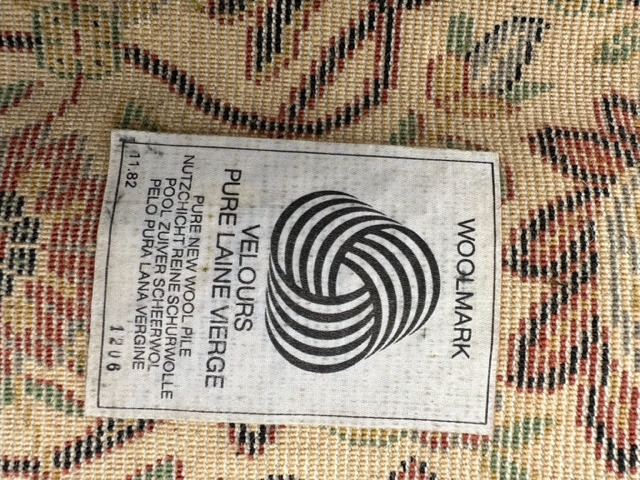 WOOLMARK
VELOURS
PURE LAINE VIERGE
PURE NEW WOOL PILE
NUTZCHICHT REINE SCHURWOLLE
POOL ZUIVER SCHEERWOL
PELO PURA LANA VERGINE
11.82
1206